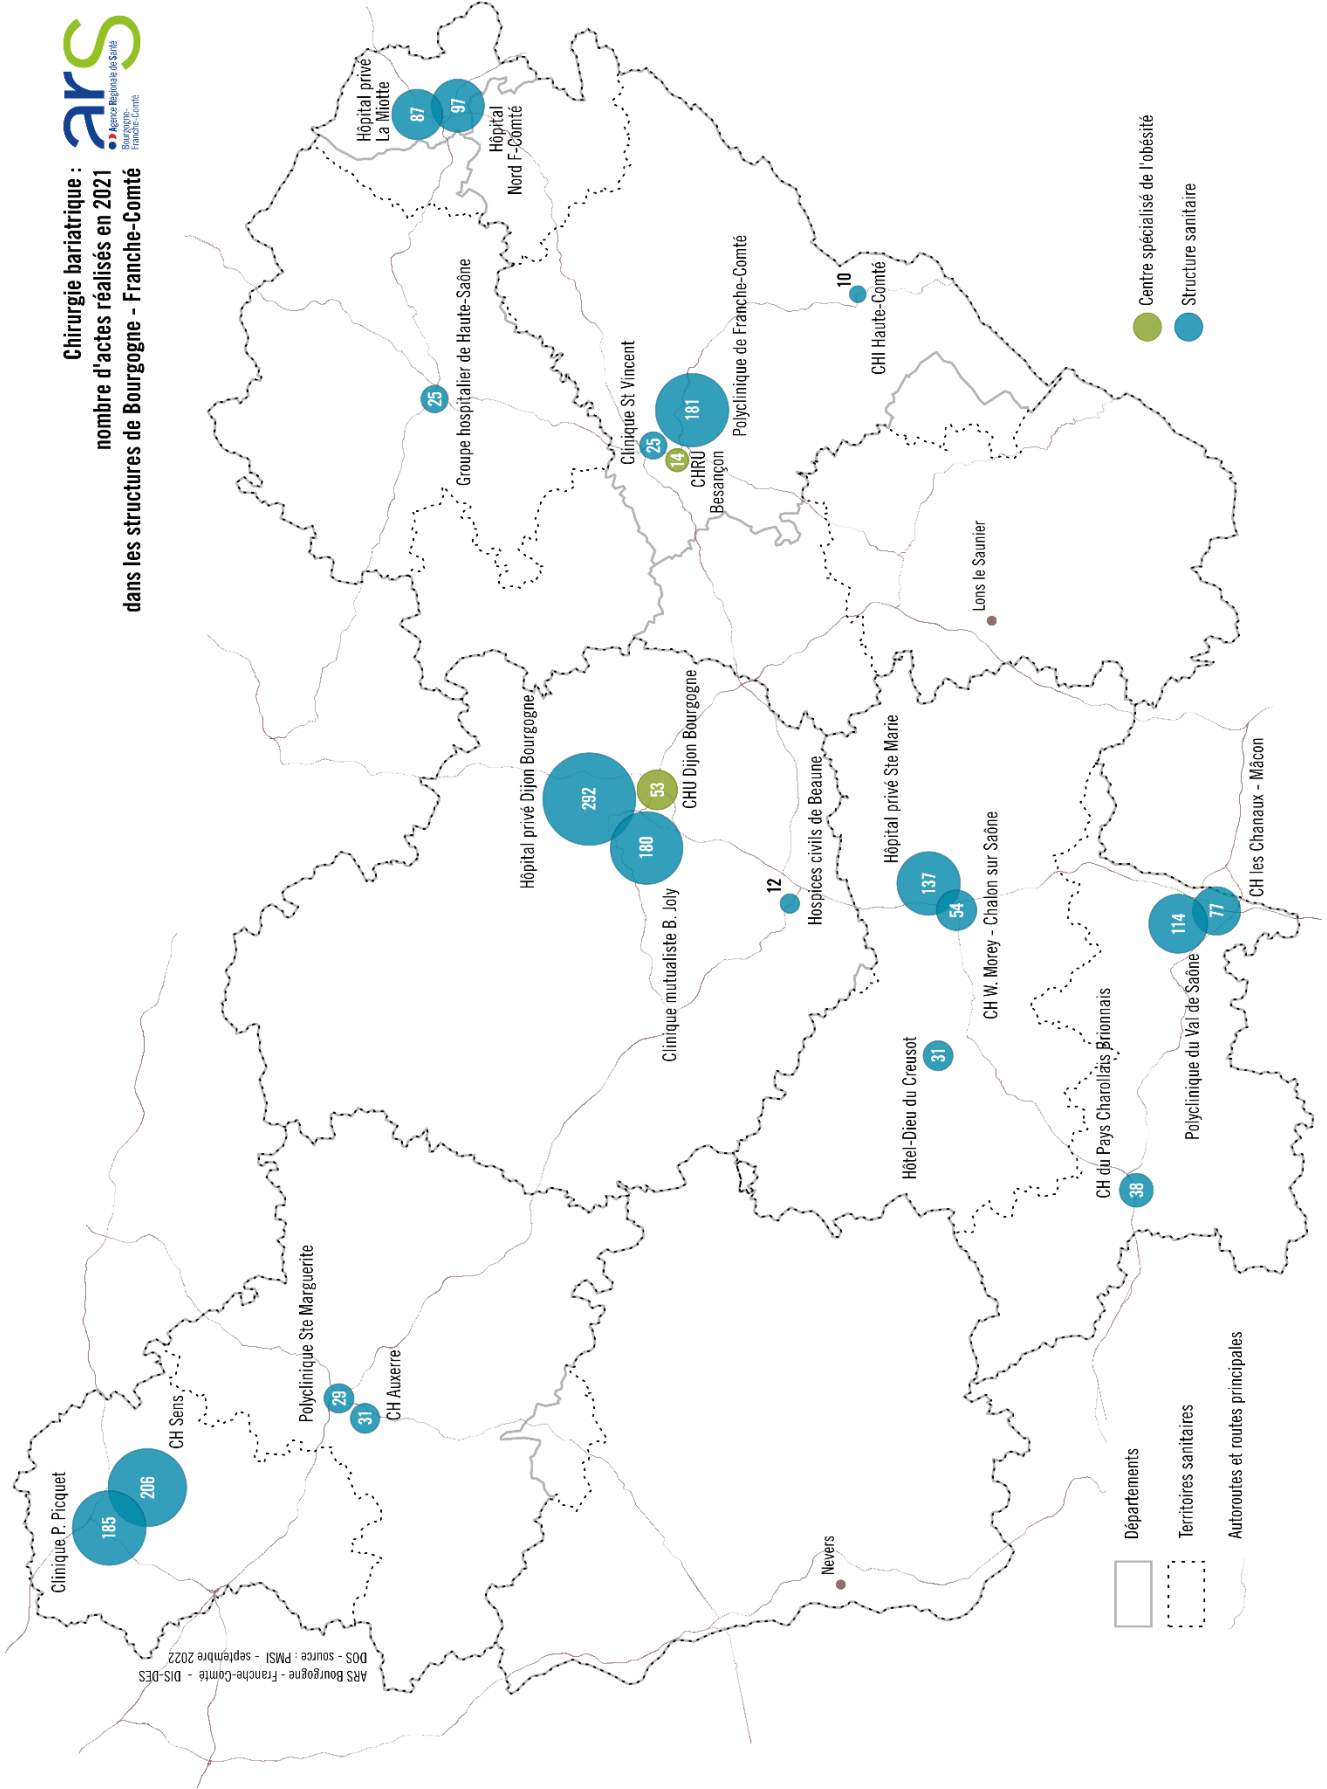 Chirurgie bariatrique :
nombre d'actes réalisés en 2021
dans les structures de Bourgogne - Franche-Comté
ars
Agence Régionale de Santé
Bourgogne-
Franche-Comté
Clinique P. Picquet
185
206
CH Sens
Polyclinique Ste Marguerite
29
31
CH Auxerre
Hôpital privé Dijon Bourgogne
292
180
53
CHU Dijon Bourgogne
Clinique mutualiste B. Joly
12
Hospices civils de Beaune
Groupe hospitalier de Haute-Saône
25
Hôpital privé
La Miotte
87
97
Hôpital
Nord F-Comté
Clinique St Vincent
25
14
CHRU
Besançon
181
Polyclinique de Franche-Comté
10
CHI Haute-Comté
Lons le Saunier
Hôpital privé Ste Marie
137
54
CH W. Morey - Chalon sur Saône
Hôtel-Dieu du Creusot
31
CH du Pays Charollais Brionnais
38
Polyclinique du Val de Saône
114
77
CH les Chanaux - Mâcon
Nevers
Centre spécialisé de l'obésité
Structure sanitaire
Départements
Territoires sanitaires
Autoroutes et routes principales
ARS Bourgogne - Franche-Comté - DIS-DES
DOS - source : PMSI - septembre 2022